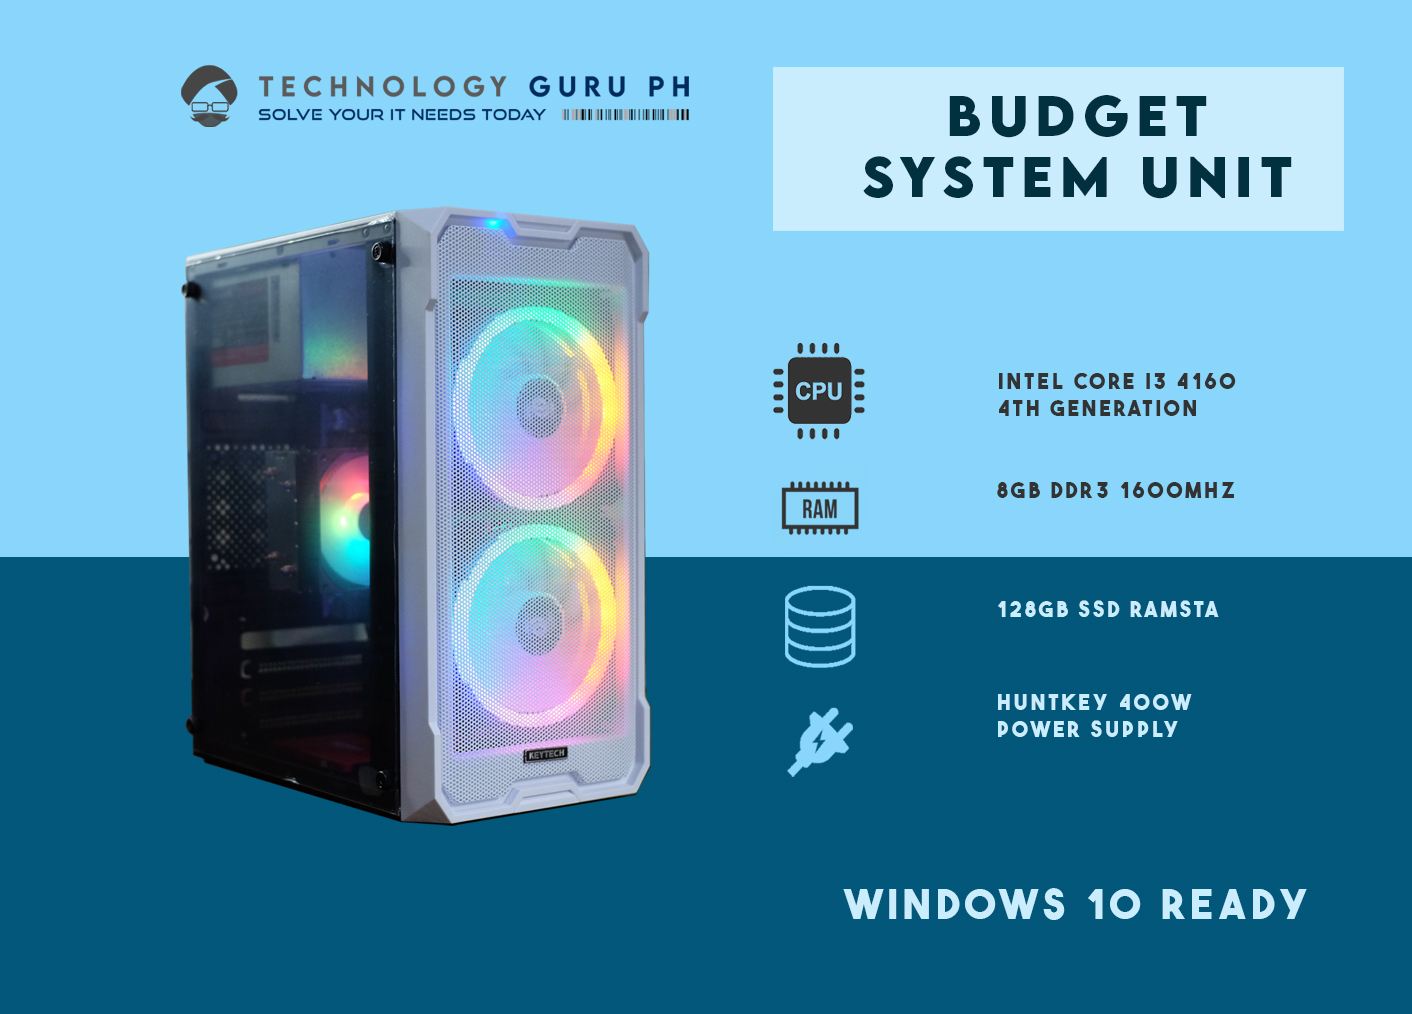 TECHNOLOGY GURU PH
SOLVE YOUR IT NEEDS TODAY
BUDGET
SYSTEM UNIT
CPU
INTEL CORE I3 4160
4TH GENERATION
RAM
8GB DDR3 1600MHZ
128GB SSD RAMSTA
HUNTKEY 400W
POWER SUPPLY
KEYTECH
WINDOWS 10 READY